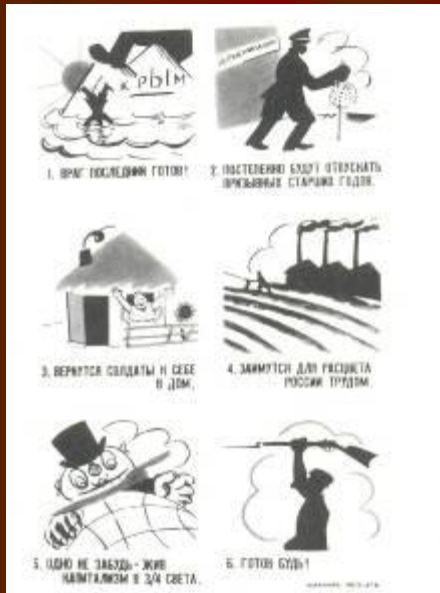 КРЫМ
1. ВРАГ ПОСЛЕДНИЙ ГОТОВ!
2. ПОСТЕПЕННО БУДУТ ОТПУСКАТЬ
ПРИЗЫВНЫХ СТАРШИХ ГОДОВ.
3. ВЕРНУТСЯ СОЛДАТЫ К СЕБЕ
В ДОМ,
4. ЗАЙМУТСЯ ДЛЯ РАСЦВЕТА
РОССИИ ТРУДОМ.
5. ОДНО НЕ ЗАБУДЬ - ЖИВ
КАПИТАЛИЗМ В 3/4 СВЕТА.
6. ГОТОВ БУДЬ!